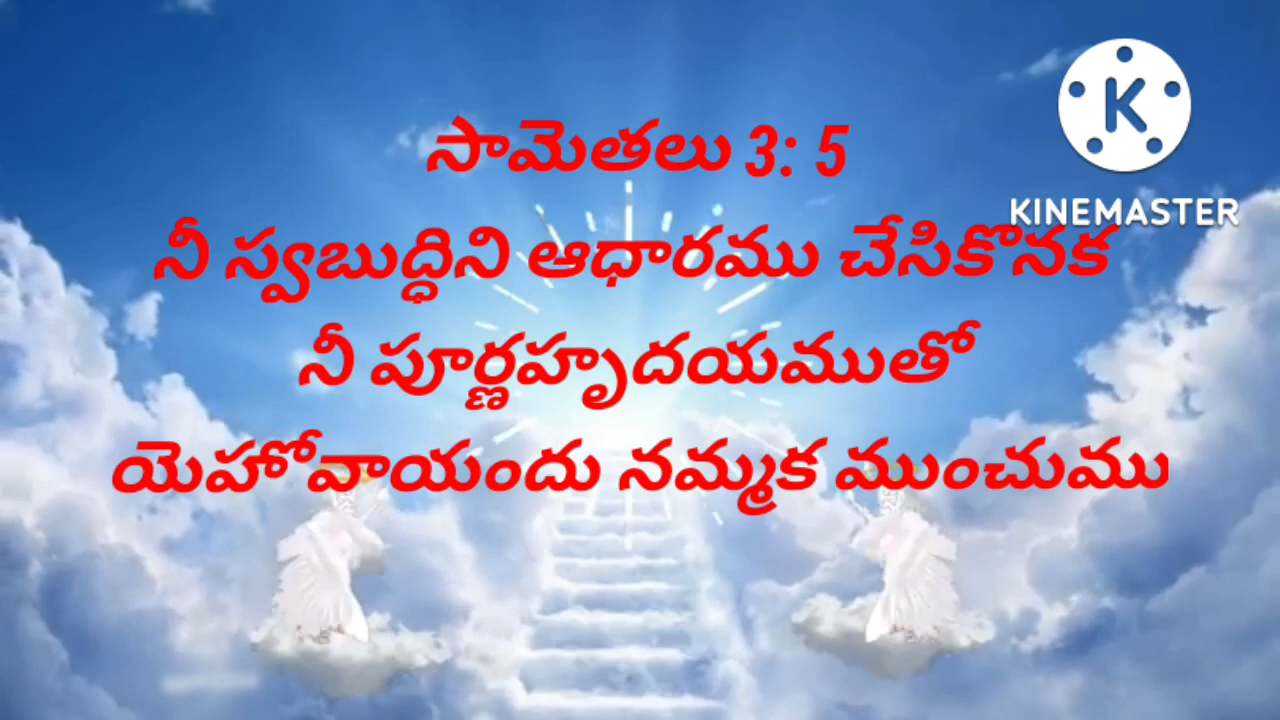 సామెతలు 3: 5
నీ స్వబుద్ధిని ఆధారము చేసికొనక
నీ పూర్ణహృదయముతో
యెహోవాయందు నమ్మక ముంచుము
K
KINEMASTER